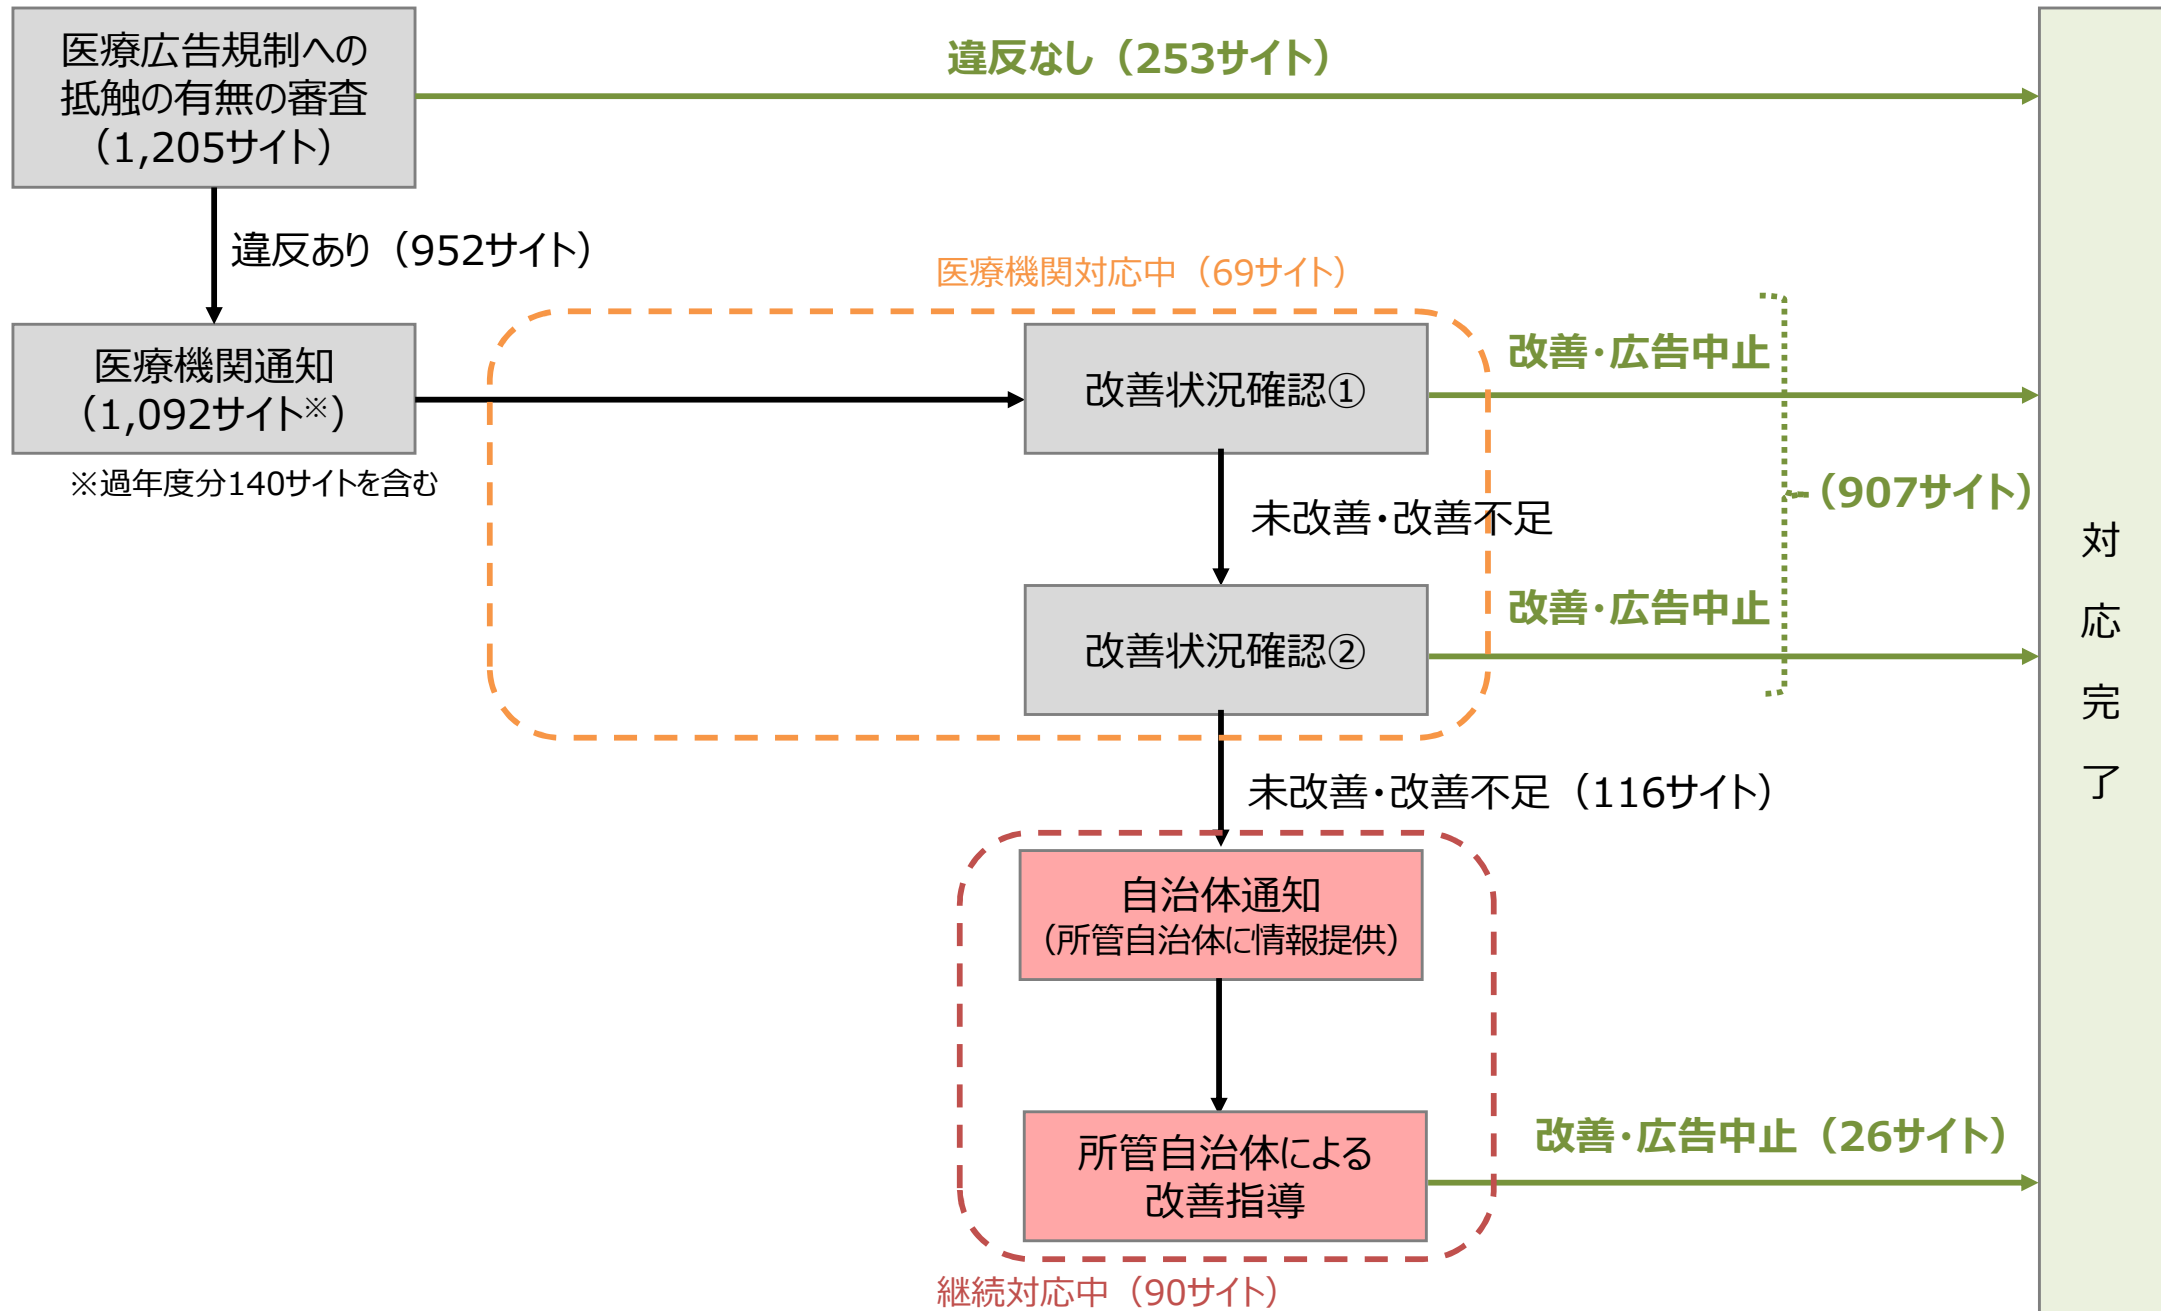 医療広告規制への
抵触の有無の審査
（1,205サイト）
違反なし（253サイト）
違反あり（952サイト）
医療機関対応中（69サイト）
医療機関通知
（1,092サイト※）
※過年度分140サイトを含む
改善状況確認①
改善・広告中止
（907サイト）
未改善・改善不足
改善状況確認②
改善・広告中止
未改善・改善不足（116サイト）
自治体通知
（所管自治体に情報提供）
所管自治体による
改善指導
改善・広告中止（26サイト）
継続対応中（90サイト）
対応完了